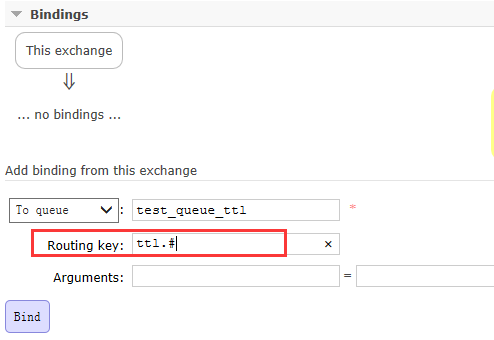 Bindings
This exchange
⇓
... no bindings ...
Add binding from this exchange
To queue : test_queue_ttl *
Routing key: ttl.# ×
Arguments: =
Bind